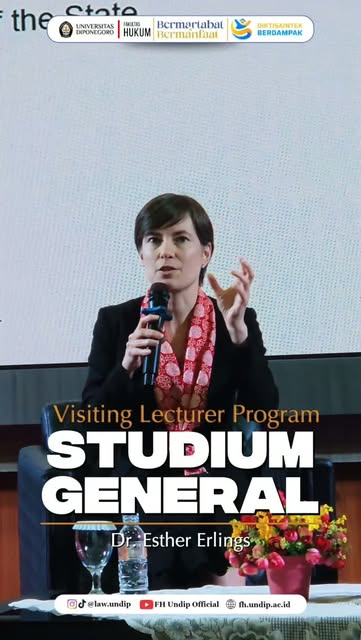 of the State
UNIVERSITAS DIPONEGORO
FAKULTAS HUKUM
Bermartabat Bermanfaat
DIKTISAINTEK BERDAMPAK
Visiting Lecturer Program
STUDIUM
GENERAL
Dr. Esther Erlings
@law.undip
FH Undip Official
fh.undip.ac.id